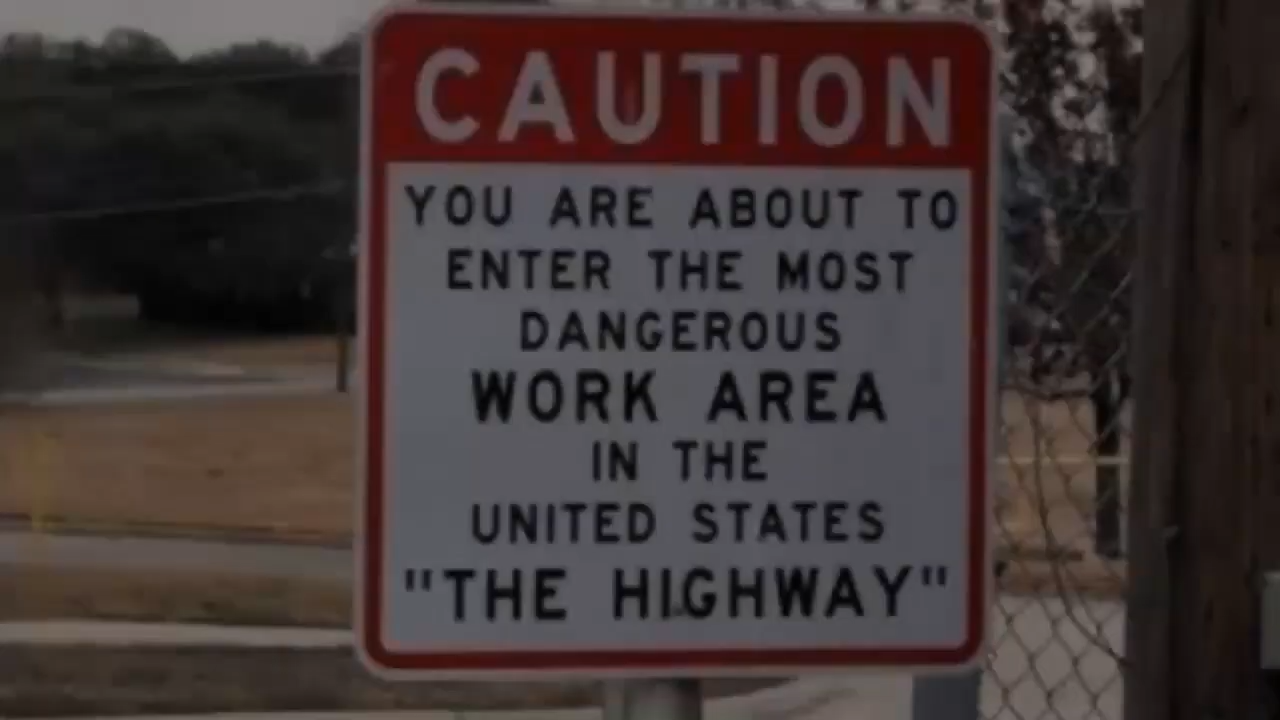 CAUTION
YOU ARE ABOUT TO
ENTER THE MOST
DANGEROUS
WORK AREA
IN THE
UNITED STATES
"THE HIGHWAY"